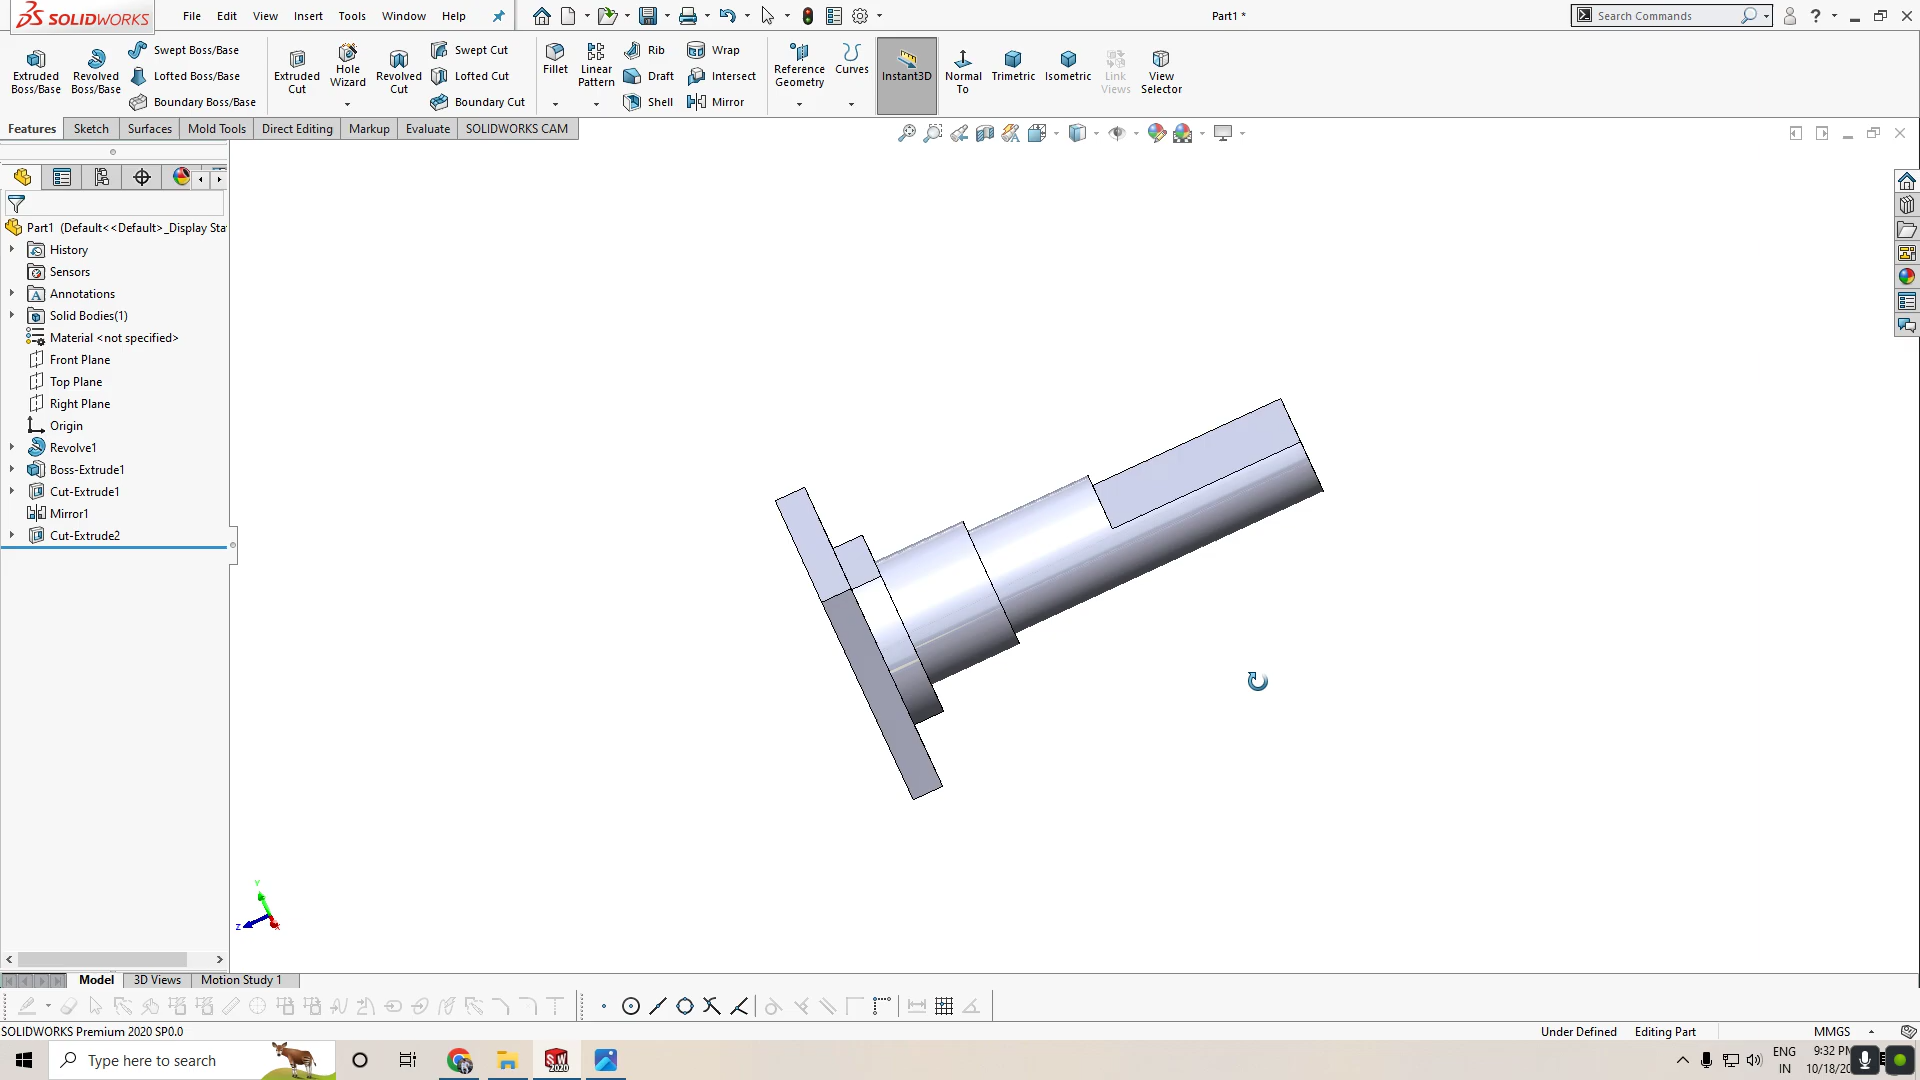 SOLIDWORKS File Edit View Insert Tools Window Help Part1 * Search Commands
Extruded Boss/Base
Revolved Boss/Base
Swept Boss/Base
Lofted Boss/Base
Boundary Boss/Base
Extruded Cut
Hole Wizard
Revolved Cut
Swept Cut
Lofted Cut
Boundary Cut
Fillet
Linear Pattern
Rib
Draft
Shell
Wrap
Intersect
Mirror
Reference Geometry
Curves
Instant3D
Normal To
Trimetric
Isometric
Link Views
View Selector
Features Sketch Surfaces Mold Tools Direct Editing Markup Evaluate SOLIDWORKS CAM
Part1 (Default<<Default>_Display Sta
History
Sensors
Annotations
Solid Bodies(1)
Material <not specified>
Front Plane
Top Plane
Right Plane
Origin
Revolve1
Boss-Extrude1
Cut-Extrude1
Mirror1
Cut-Extrude2
Y
Z
Model 3D Views Motion Study 1
SOLIDWORKS Premium 2020 SP0.0 Under Defined Editing Part MMGS
Type here to search
ENG
IN
9:32 PM
10/18/20